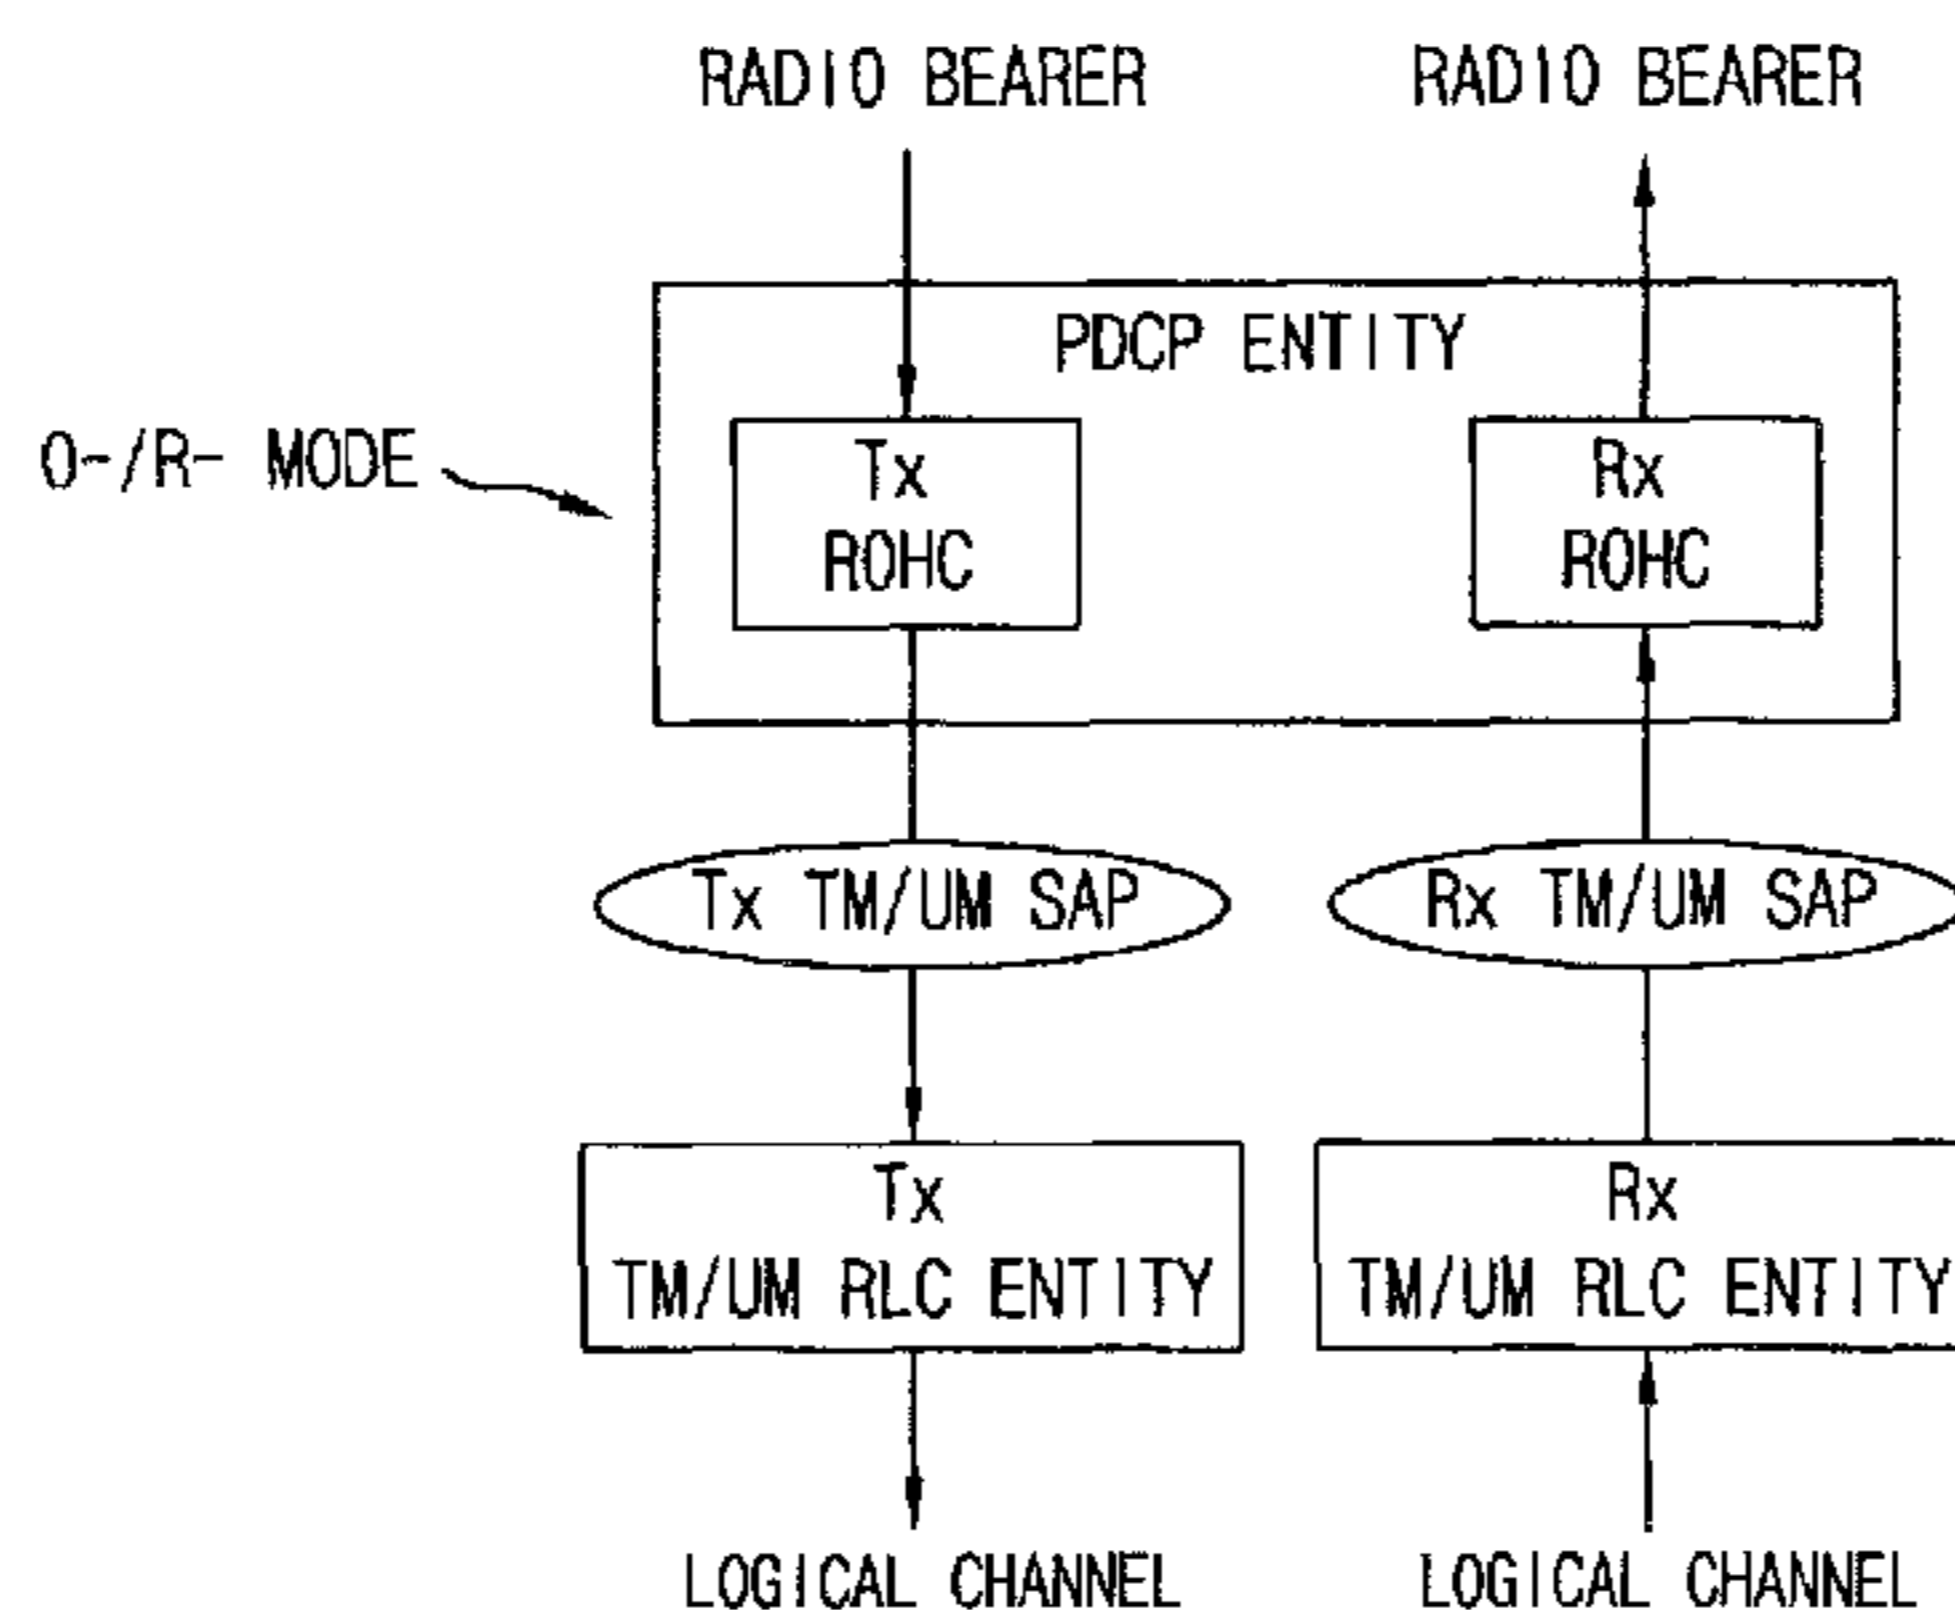 RADIO BEARER
RADIO BEARER
PDCP ENTITY
O-/R- MODE
Tx
ROHC
Rx
ROHC
Tx TM/UM SAP
Rx TM/UM SAP
Tx
TM/UM RLC ENTITY
Rx
TM/UM RLC ENTITY
LOGICAL CHANNEL
LOGICAL CHANNEL